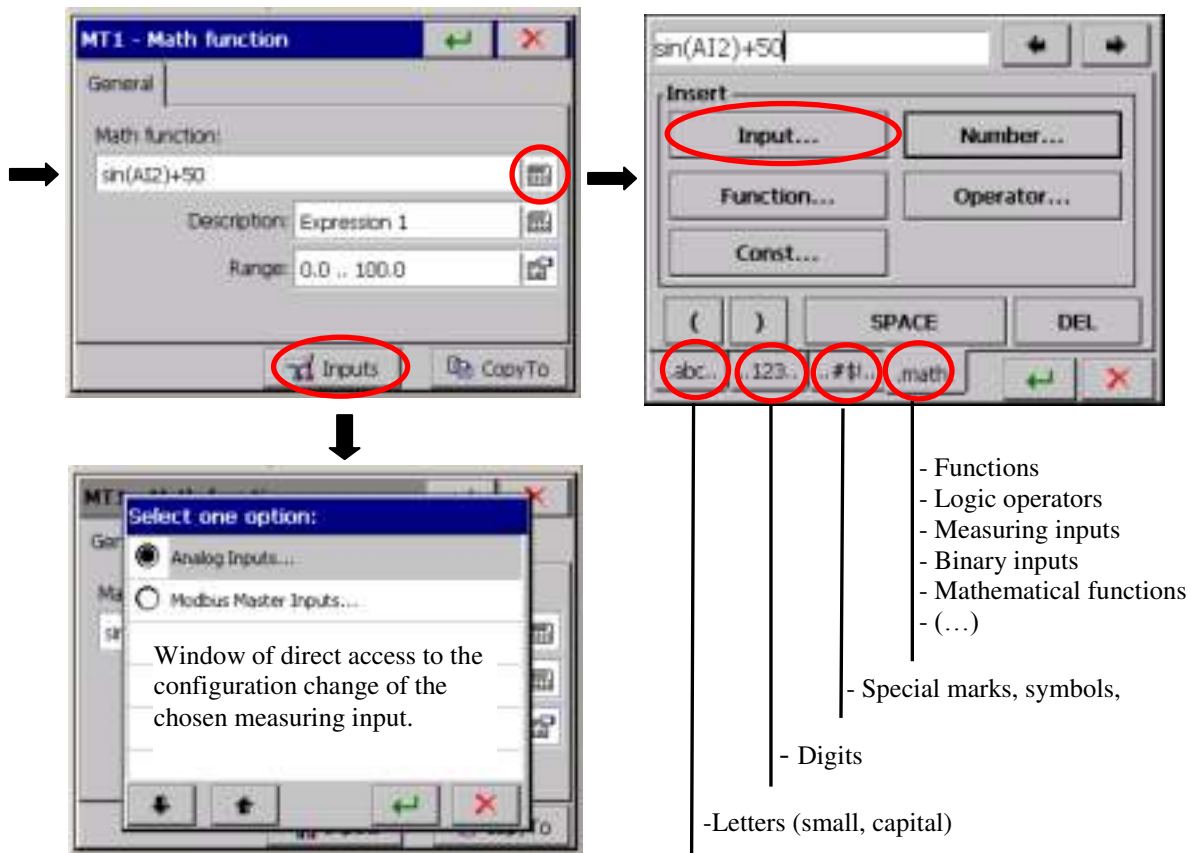 MT1 - Math function
General
Math function:
sin(AI2)+50
Description: Expression 1
Range: 0.0 .. 100.0
Inputs
CopyTo
sin(AI2)+50
Insert
Input...
Number...
Function...
Operator...
Const...
(
)
SPACE
DEL
.abc..
..123..
..#$!..
.math
- Functions
- Logic operators
- Measuring inputs
- Binary inputs
- Mathematical functions
- (…)
- Special marks, symbols,
- Digits
-Letters (small, capital)
MT1
Select one option:
Analog Inputs...
Modbus Master Inputs...
Window of direct access to the
configuration change of the
chosen measuring input.